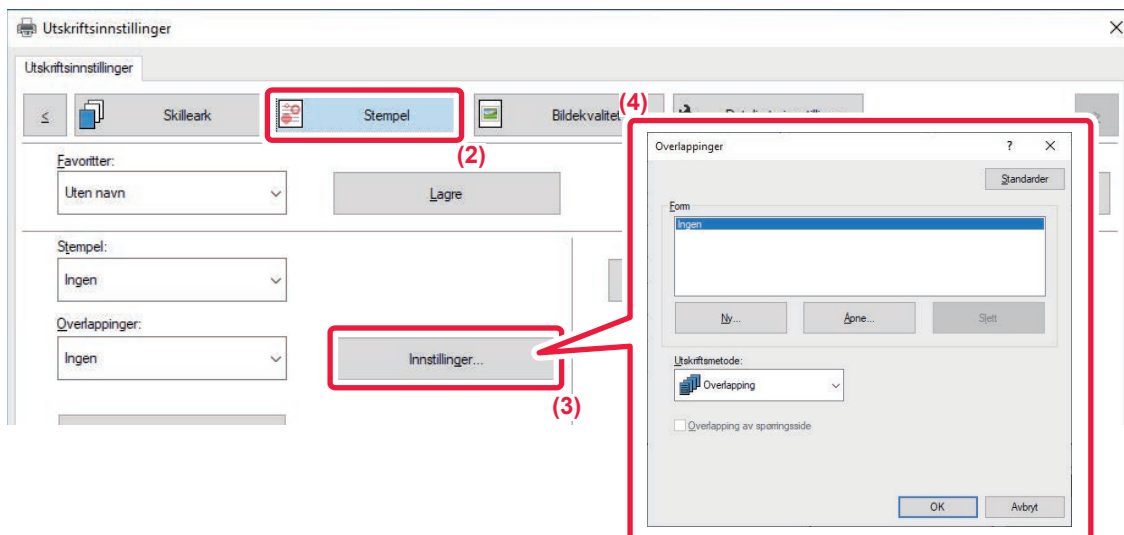 Utskriftsinnstillinger
Utskriftsinnstillinger
≤ Skilleark Stempel Bildekvalitet
(2)
(4)
Favoritter:
Uten navn Lagre
Stempel:
Ingen
Overlappinger:
Ingen Innstillinger...
(3)
Overlappinger ?
Standarder
Form
Ingen
Ny... Åpne... Slett
Utskriftsmetode:
Overlapping
Overlapping av spørringsside
OK Avbryt